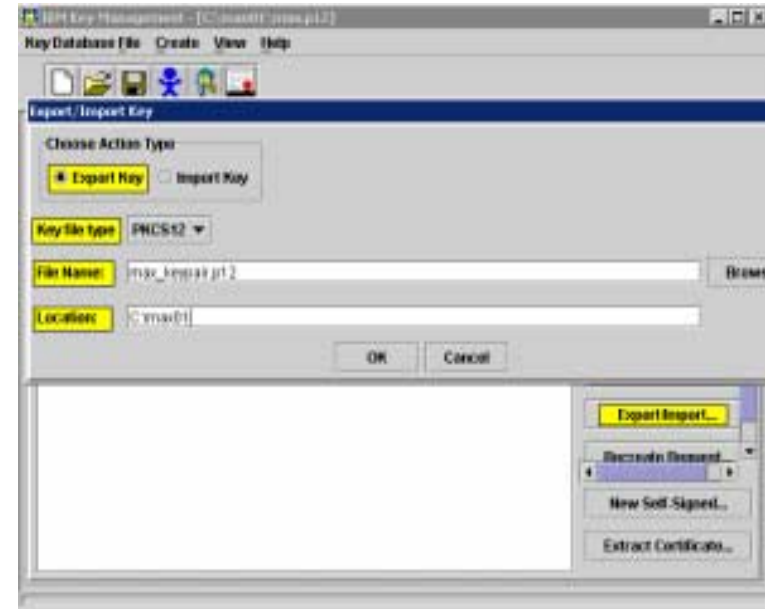 IBM Key Management - [C:\max01\max.p12]
Key Database File Create View Help
Export/Import Key
Choose Action Type
Export Key Import Key
Key file type PKCS12
File Name: max_keypair.p12 Brows
Location: C:\max01
OK Cancel
Export/Import...
Recreate Request...
New Self-Signed...
Extract Certificate...